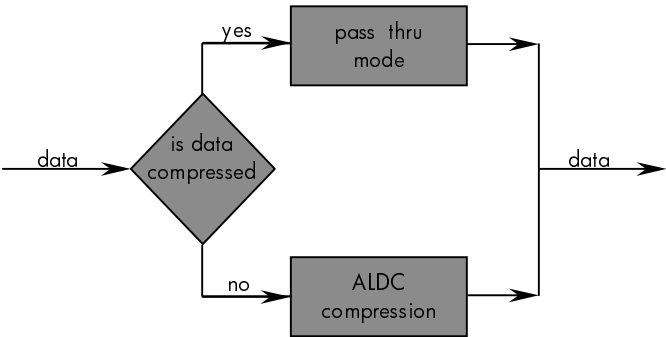 yes
pass thru
mode
data
is data
compressed
data
no
ALDC
compression